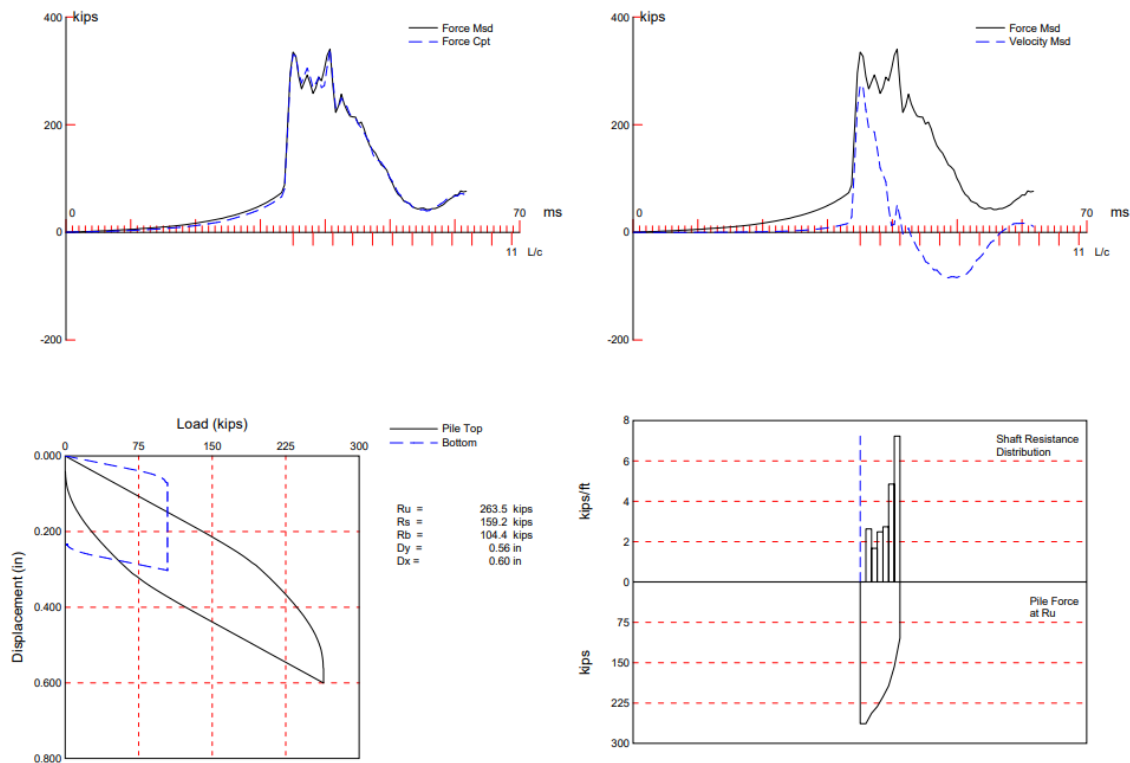 400
kips
Force Msd
Force Cpt
200
0
70
ms
0
11
L/c
-200
400
kips
Force Msd
Velocity Msd
200
0
70
ms
0
11
L/c
-200
Load (kips)
0 75 150 225 300
Pile Top
Bottom
0.000
0.200
0.400
0.600
0.800
Displacement (in)
Ru = 263.5 kips
Rs = 159.2 kips
Rb = 104.4 kips
Dy = 0.56 in
Dx = 0.60 in
8
6
4
2
0
kips/ft
Shaft Resistance
Distribution
Pile Force
at Ru
75
150
225
300
kips